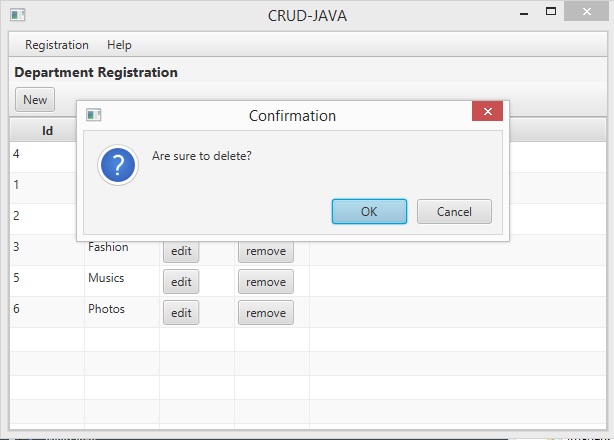 CRUD-JAVA
Registration Help
Department Registration
New
Confirmation
Id
Are sure to delete?
OK Cancel
4
1
2
3 Fashion edit remove
5 Musics edit remove
6 Photos edit remove